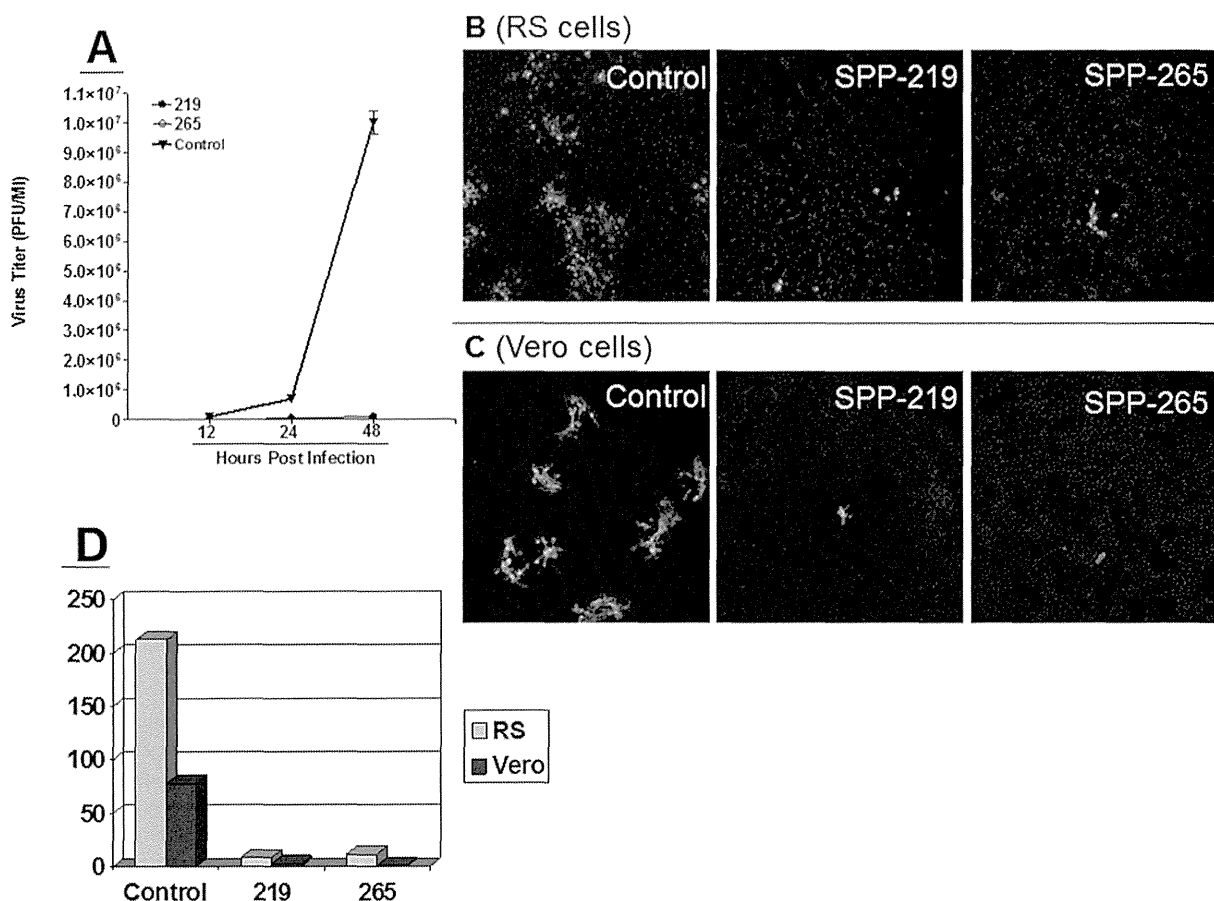 A
1.1×10⁷
1.0×10⁷
9.0×10⁶
8.0×10⁶
7.0×10⁶
6.0×10⁶
5.0×10⁶
4.0×10⁶
3.0×10⁶
2.0×10⁶
1.0×10⁶
0
Virus Titer (PFU/Ml)
219
265
Control
12 24 48
Hours Post Infection
B (RS cells)
Control
SPP-219
SPP-265
C (Vero cells)
Control
SPP-219
SPP-265
D
250
200
150
100
50
0
Control 219 265
RS
Vero